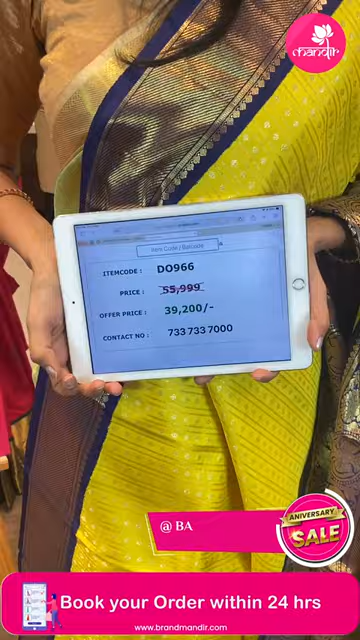 mandir
Item Code / Barcode
ITEMCODE : DO966
PRICE : 55,999
OFFER PRICE : 39,200/-
CONTACT NO : 733 733 7000
@ BA
ANIVERSARY
SALE
Book your Order within 24 hrs
www.brandmandir.com